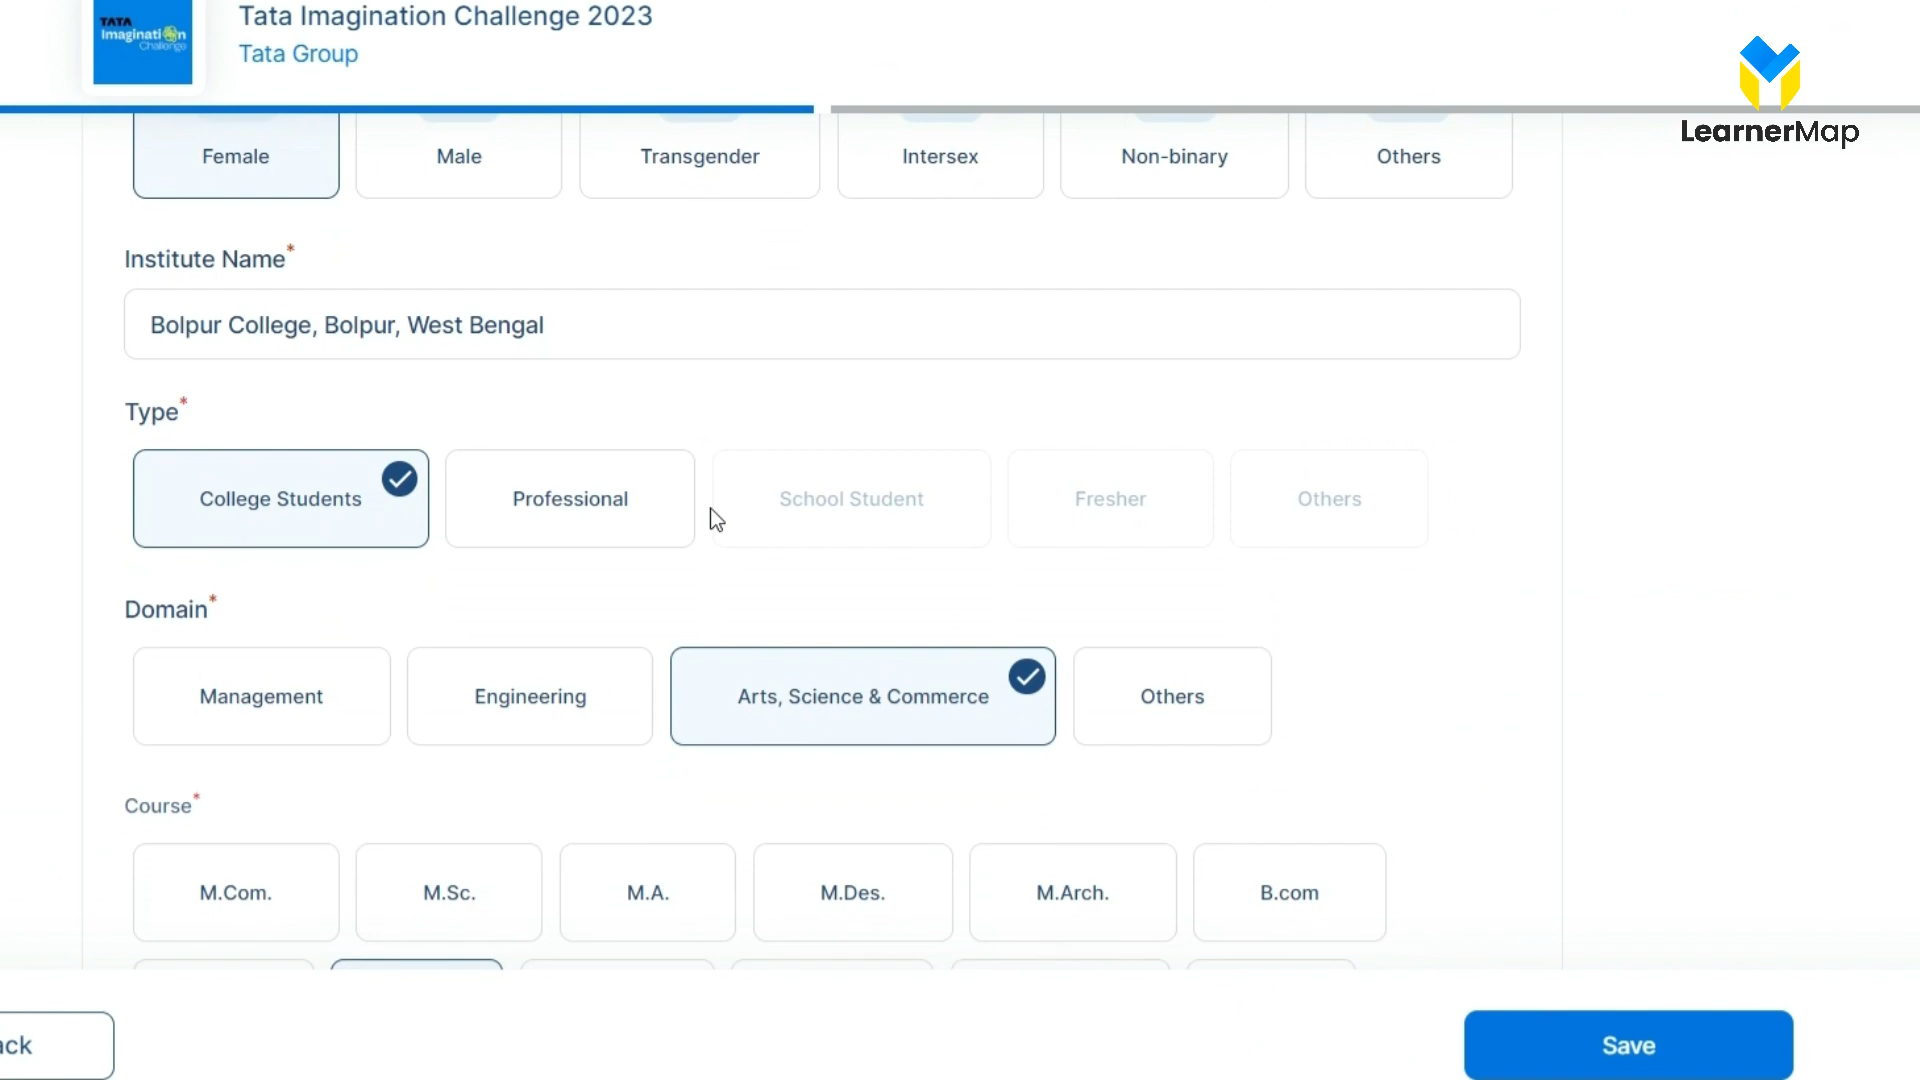 TATA
Imagination
Challenge
Tata Imagination Challenge 2023
Tata Group
LearnerMap
Female
Male
Transgender
Intersex
Non-binary
Others
Institute Name*
Bolpur College, Bolpur, West Bengal
Type*
College Students
Professional
School Student
Fresher
Others
Domain*
Management
Engineering
Arts, Science & Commerce
Others
Course*
M.Com.
M.Sc.
M.A.
M.Des.
M.Arch.
B.com
ack
Save